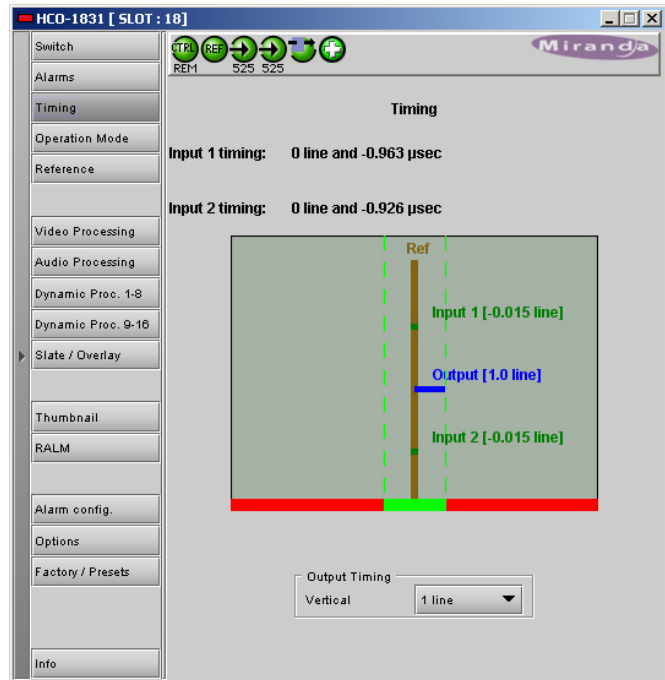 HCO-1831 [ SLOT : 18]
Switch
Alarms
Timing
Operation Mode
Reference
Video Processing
Audio Processing
Dynamic Proc. 1-8
Dynamic Proc. 9-16
Slate / Overlay
Thumbnail
RALM
Alarm config.
Options
Factory / Presets
Info
CTRL REF
REM 525 525
Miranda
Timing
Input 1 timing: 0 line and -0.963 µsec
Input 2 timing: 0 line and -0.926 µsec
Ref
Input 1 [-0.015 line]
Output [1.0 line]
Input 2 [-0.015 line]
Output Timing
Vertical 1 line